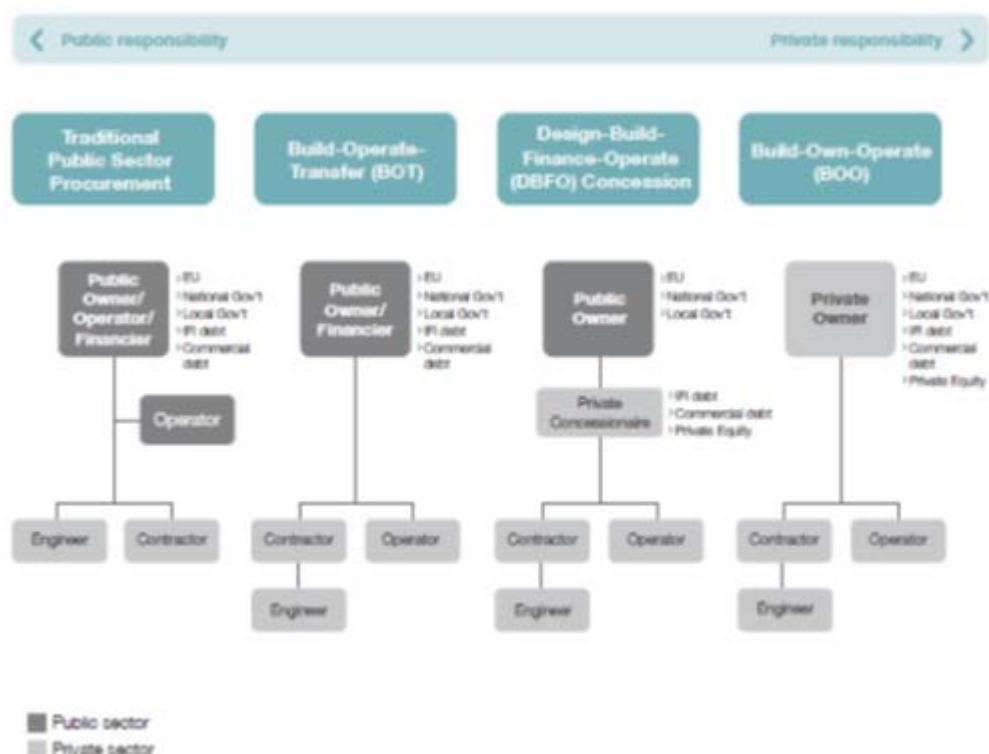 Public responsibility
Private responsibility
Traditional
Public Sector
Procurement
Build-Operate-
Transfer (BOT)
Design-Build-
Finance-Operate
(DBFO) Concession
Build-Own-Operate
(BOO)
Public
Owner/
Operator/
Financier
EU
National Gov't
Local Gov't
IFI debt
Commercial
debt
Operator
Engineer
Contractor
Public
Owner/
Financier
EU
National Gov't
Local Gov't
IFI debt
Commercial
debt
Contractor
Operator
Engineer
Public
Owner
EU
National Gov't
Local Gov't
Private
Concessionaire
IFI debt
Commercial debt
Private Equity
Contractor
Operator
Engineer
Private
Owner
EU
National Gov't
Local Gov't
IFI debt
Commercial
debt
Private Equity
Contractor
Operator
Engineer
Public sector
Private sector